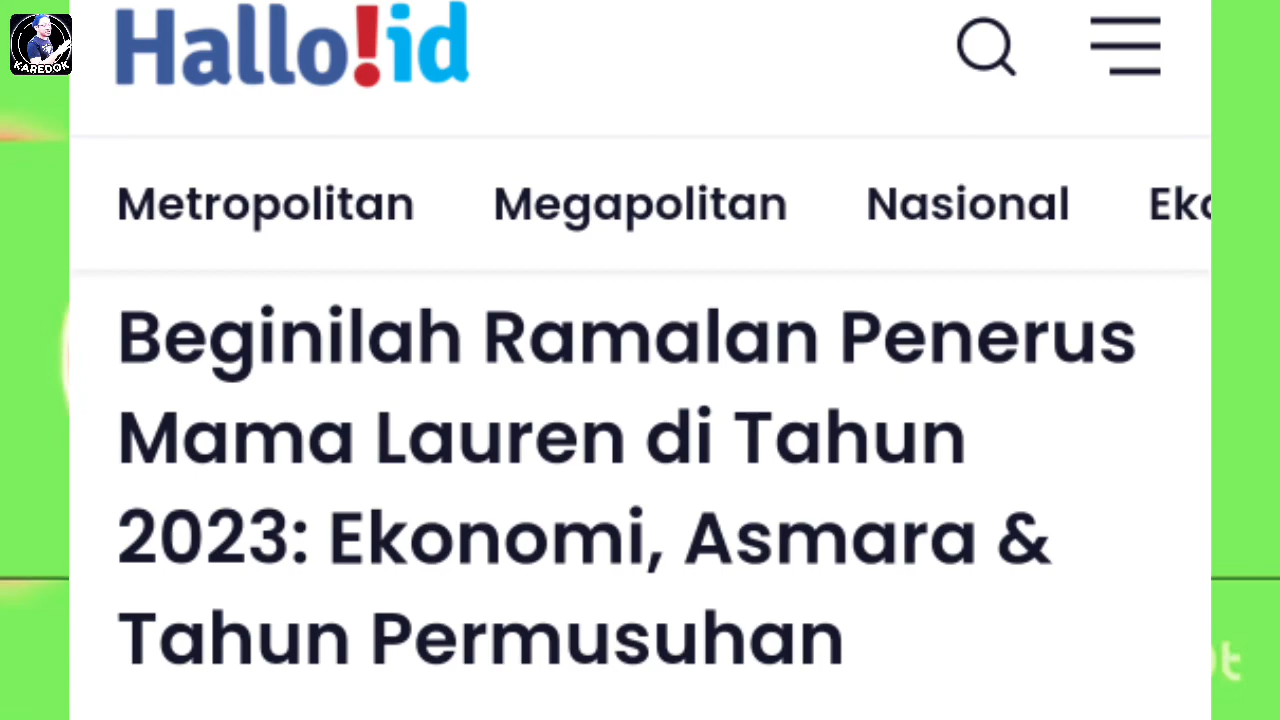 KAREDOK
Hallo!id
Metropolitan Megapolitan Nasional
Beginilah Ramalan Penerus
Mama Lauren di Tahun
2023: Ekonomi, Asmara &
Tahun Permusuhan